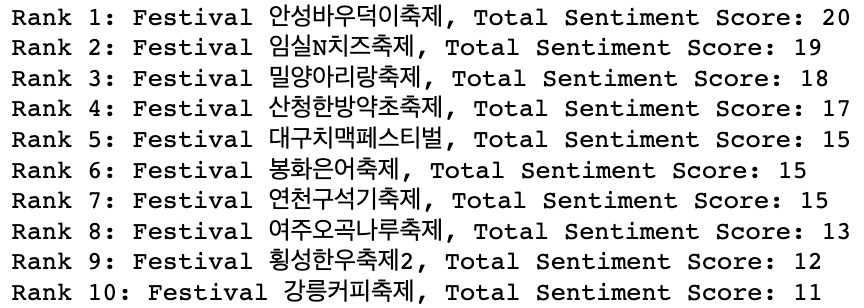 Rank 1: Festival 안성바우덕이축제, Total Sentiment Score: 20
Rank 2: Festival 임실N치즈축제, Total Sentiment Score: 19
Rank 3: Festival 밀양아리랑축제, Total Sentiment Score: 18
Rank 4: Festival 산청한방약초축제, Total Sentiment Score: 17
Rank 5: Festival 대구치맥페스티벌, Total Sentiment Score: 15
Rank 6: Festival 봉화은어축제, Total Sentiment Score: 15
Rank 7: Festival 연천구석기축제, Total Sentiment Score: 15
Rank 8: Festival 여주오곡나루축제, Total Sentiment Score: 13
Rank 9: Festival 횡성한우축제2, Total Sentiment Score: 12
Rank 10: Festival 강릉커피축제, Total Sentiment Score: 11